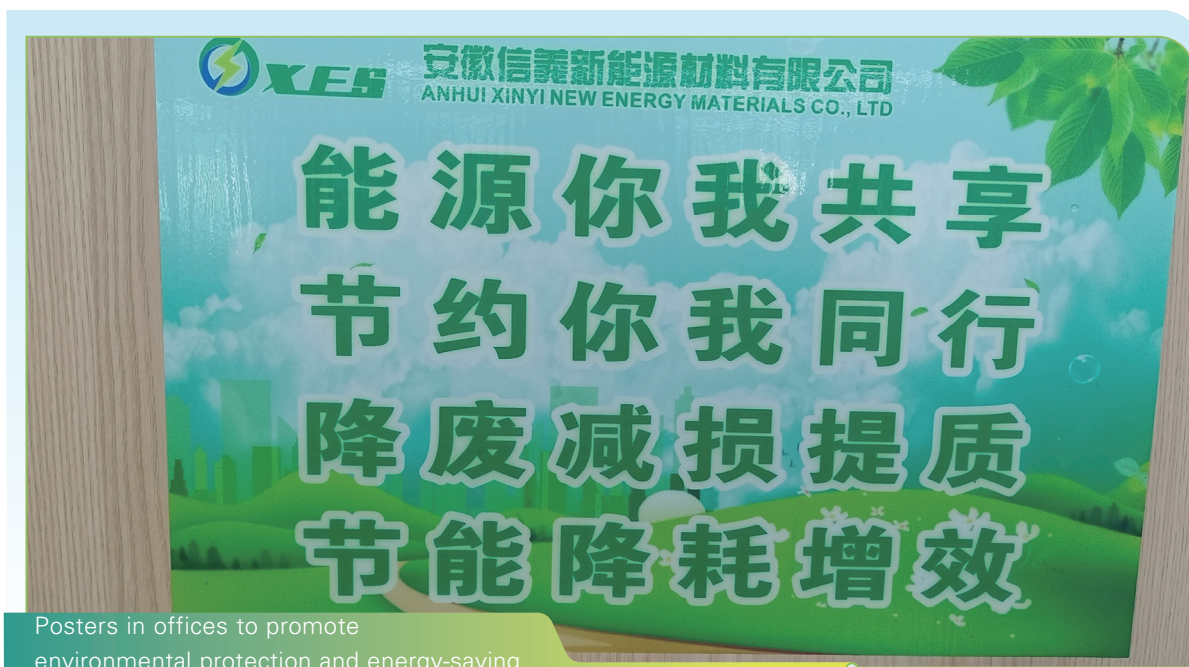 XES
安徽信義新能源材料有限公司
ANHUI XINYI NEW ENERGY MATERIALS CO., LTD
能源你我共享
节约你我同行
降废减损提质
节能降耗增效
Posters in offices to promote
environmental protection and energy-saving